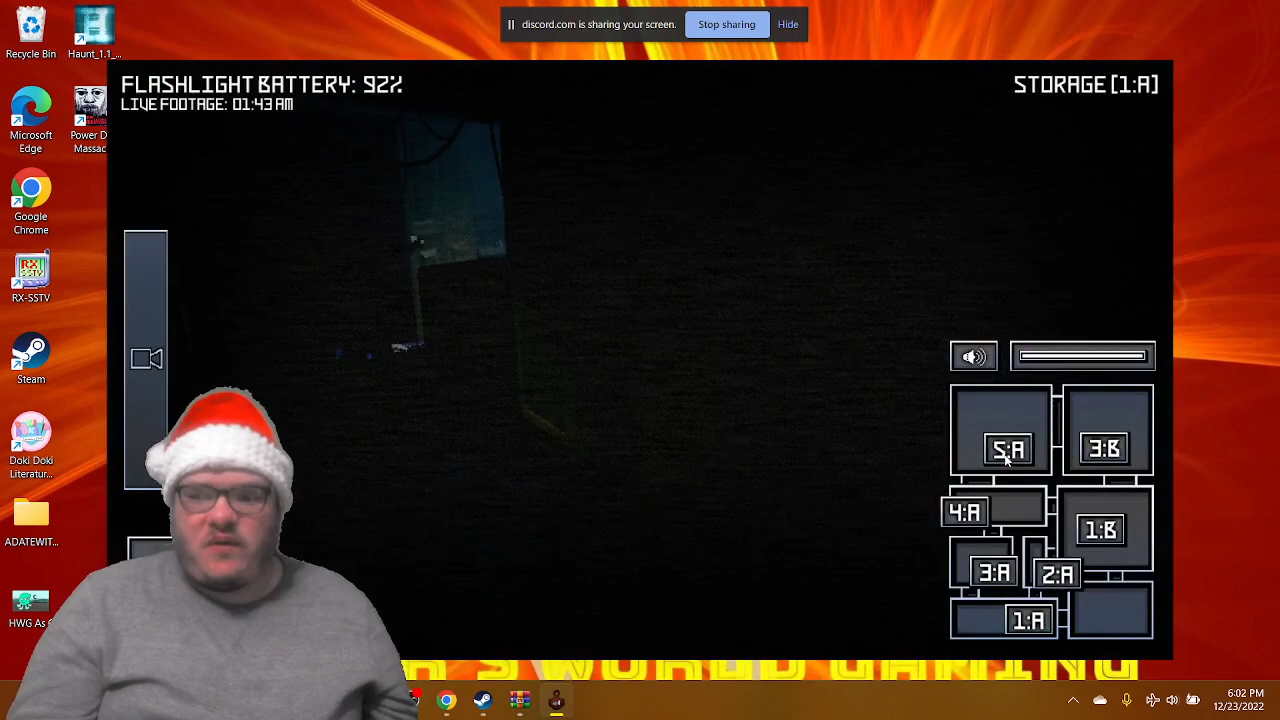 discord.com is sharing your screen. Stop sharing Hide
Recycle Bin
Haunt_1.1_...
Microsoft Edge
Power D... Massac...
Google Chrome
RX-SSTV
Steam
Doki Doki Literatur...
ADATEWIT...
HWG As
FLASHLIGHT BATTERY: 92%
LIVE FOOTAGE: 01:43 AM
STORAGE [1:A]
5:A
3:B
4:A
1:B
3:A
2:A
1:A
'S WORLD GAMING
6:02 PM
12/23/2022